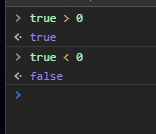 > true > 0
<· true
> true < 0
<· false
>